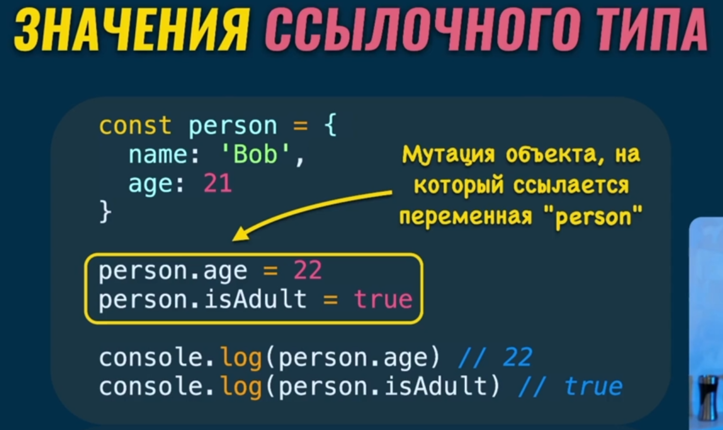 ЗНАЧЕНИЯ ССЫЛОЧНОГО ТИПА
const person = {
name: 'Bob',
age: 21
}
Мутация объекта, на
который ссылается
переменная "person"
person.age = 22
person.isAdult = true
console.log(person.age) // 22
console.log(person.isAdult) // true